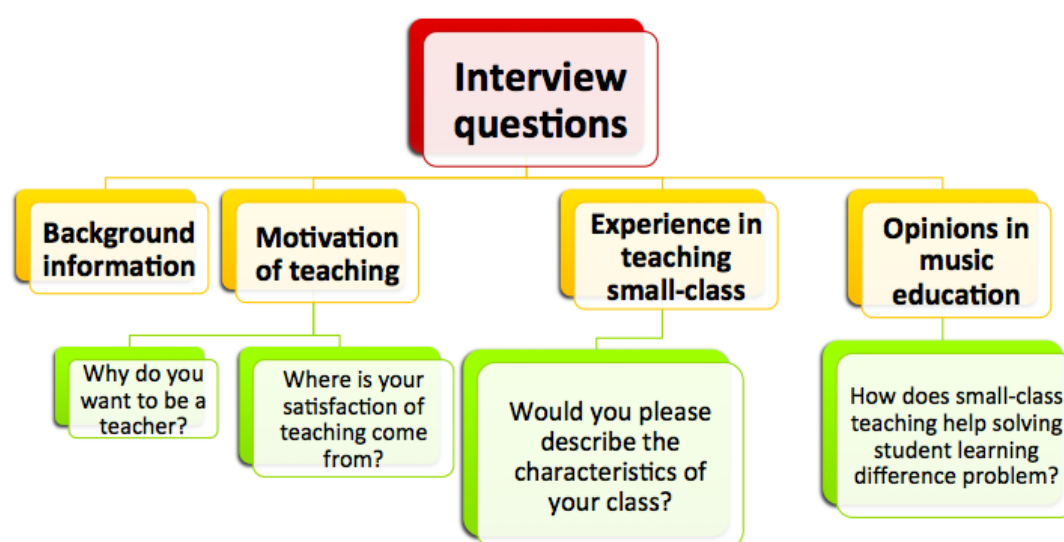 Interview
questions
Background
information
Motivation
of teaching
Experience in
teaching
small-class
Opinions in
music
education
Why do you
want to be a
teacher?
Where is your
satisfaction of
teaching come
from?
Would you please
describe the
characteristics of
your class?
How does small-class
teaching help solving
student learning
difference problem?